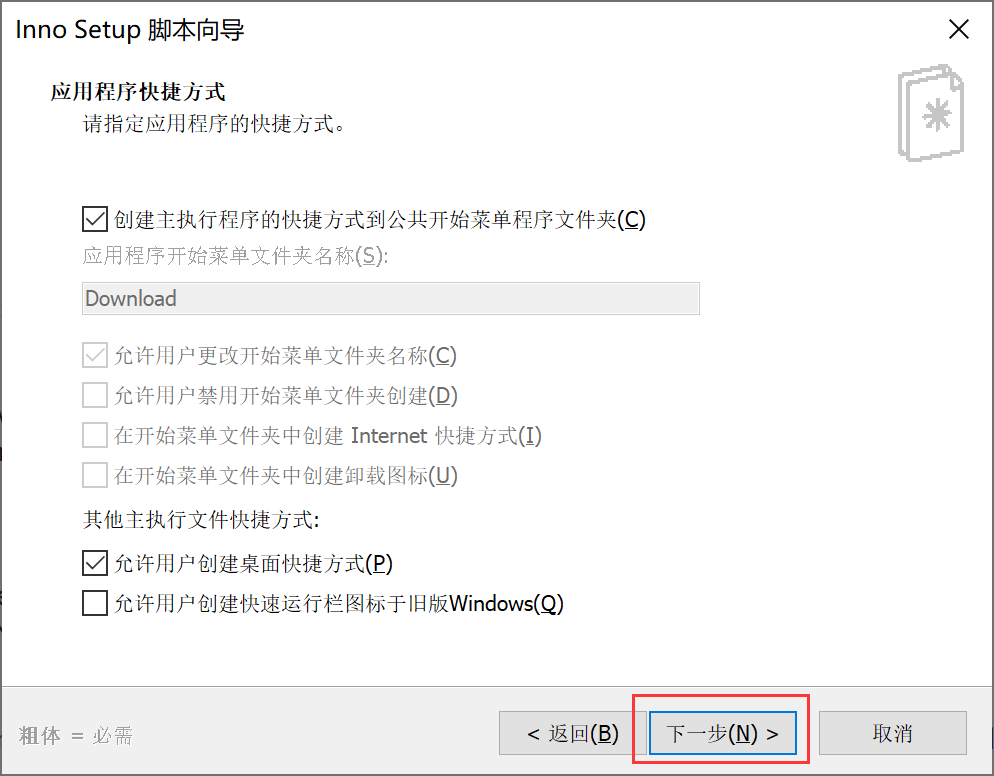 Inno Setup 脚本向导
应用程序快捷方式
请指定应用程序的快捷方式。
创建主执行程序的快捷方式到公共开始菜单程序文件夹(C)
应用程序开始菜单文件夹名称(S):
Download
允许用户更改开始菜单文件夹名称(C)
允许用户禁用开始菜单文件夹创建(D)
在开始菜单文件夹中创建 Internet 快捷方式(I)
在开始菜单文件夹中创建卸载图标(U)
其他主执行文件快捷方式:
允许用户创建桌面快捷方式(P)
允许用户创建快速运行栏图标于旧版Windows(Q)
粗体 = 必需
< 返回(B)
下一步(N) >
取消